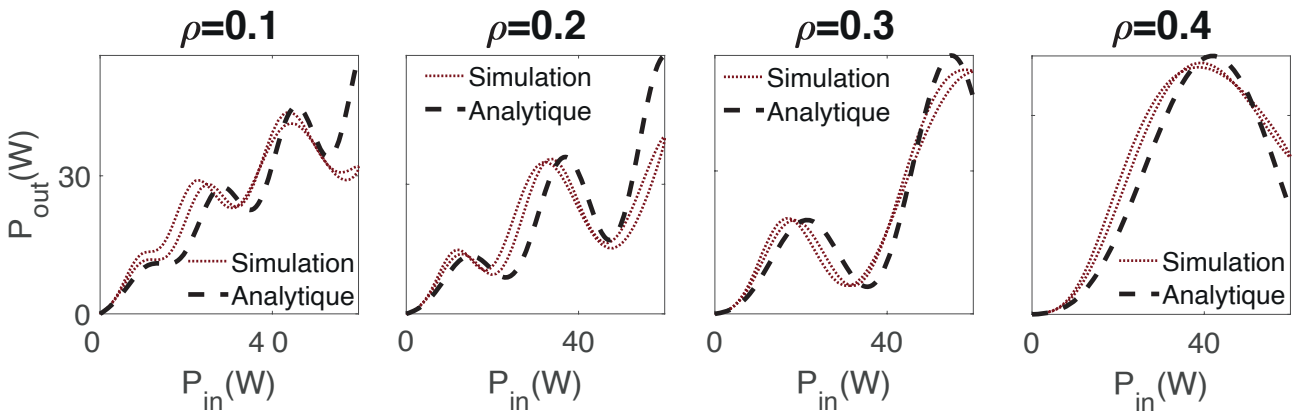 ρ=0.1 ρ=0.2 ρ=0.3 ρ=0.4
Simulation
Analytique
Simulation
Analytique
Simulation
Analytique
Simulation
Analytique
P_out(W)
30
0
0 4 0
0 40
0 40
0 40
P_in(W) P_in(W) P_in(W) P_in(W)